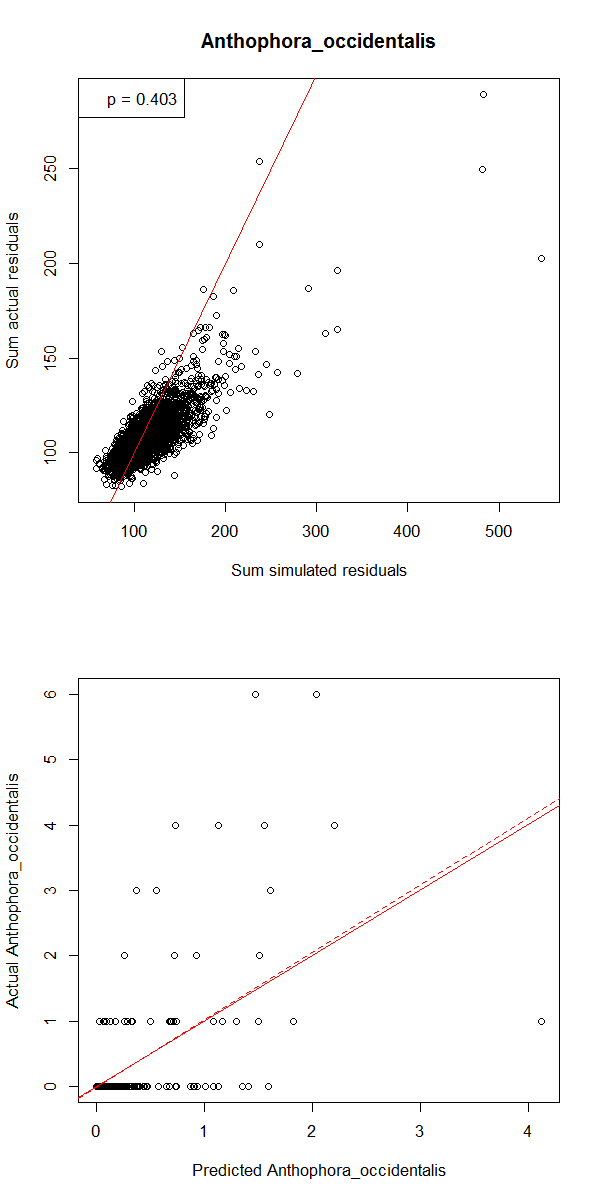 Anthophora_occidentalis
p = 0.403
250
200
150
100
Sum actual residuals
100 200 300 400 500
Sum simulated residuals
6
5
4
3
2
1
0
Actual Anthophora_occidentalis
0 1 2 3 4
Predicted Anthophora_occidentalis